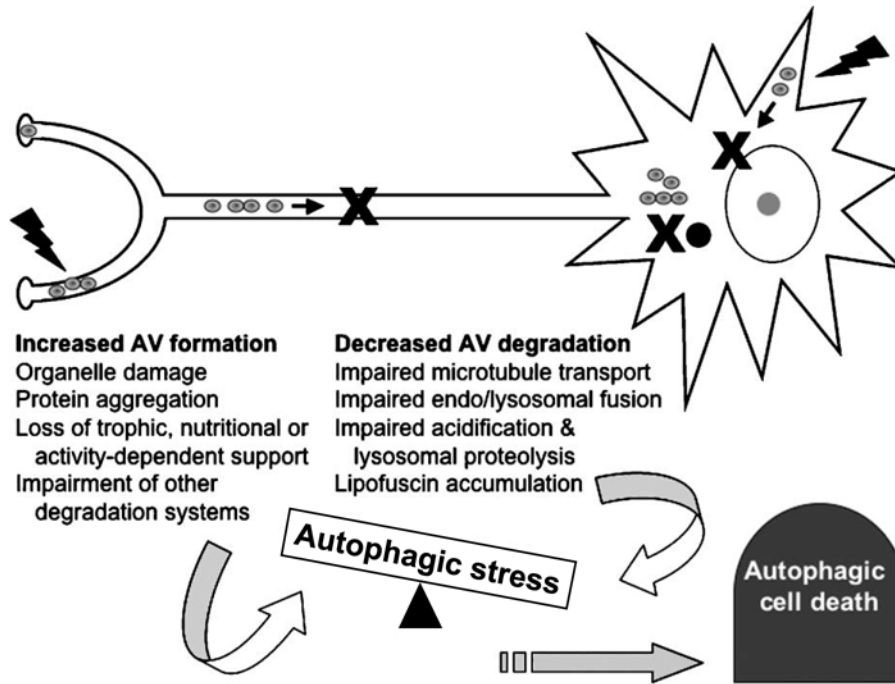 X
X
X
Increased AV formation
Organelle damage
Protein aggregation
Loss of trophic, nutritional or
activity-dependent support
Impairment of other
degradation systems
Decreased AV degradation
Impaired microtubule transport
Impaired endo/lysosomal fusion
Impaired acidification &
lysosomal proteolysis
Lipofuscin accumulation
Autophagic stress
Autophagic
cell death